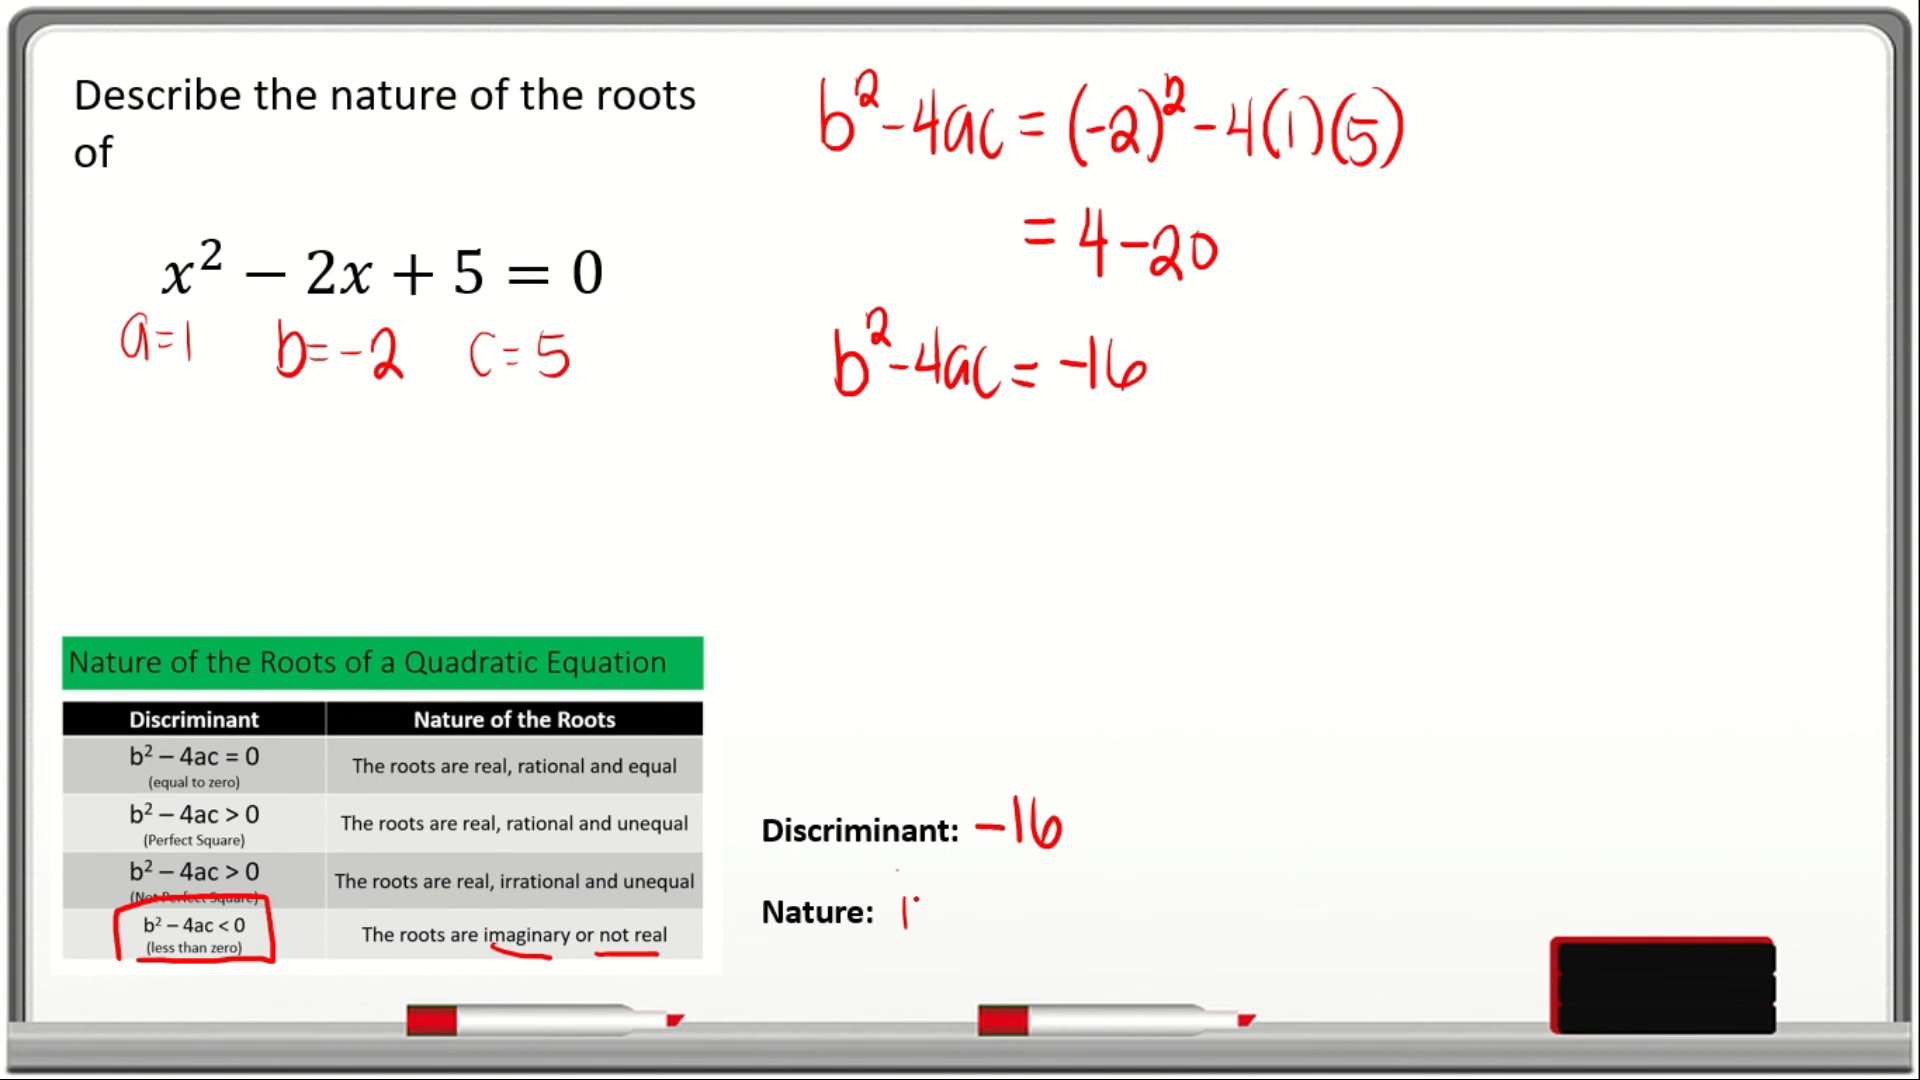 Describe the nature of the roots
of
x² − 2x + 5 = 0
a=1 b=-2 c=5
b²-4ac = (-2)²-4(1)(5)
= 4-20
b²-4ac = -16
Nature of the Roots of a Quadratic Equation
Discriminant Nature of the Roots
b² – 4ac = 0
(equal to zero)
The roots are real, rational and equal
b² – 4ac > 0
(Perfect Square)
The roots are real, rational and unequal
b² – 4ac > 0
(Not Perfect Square)
The roots are real, irrational and unequal
b² – 4ac < 0
(less than zero)
The roots are imaginary or not real
Discriminant: -16
Nature: